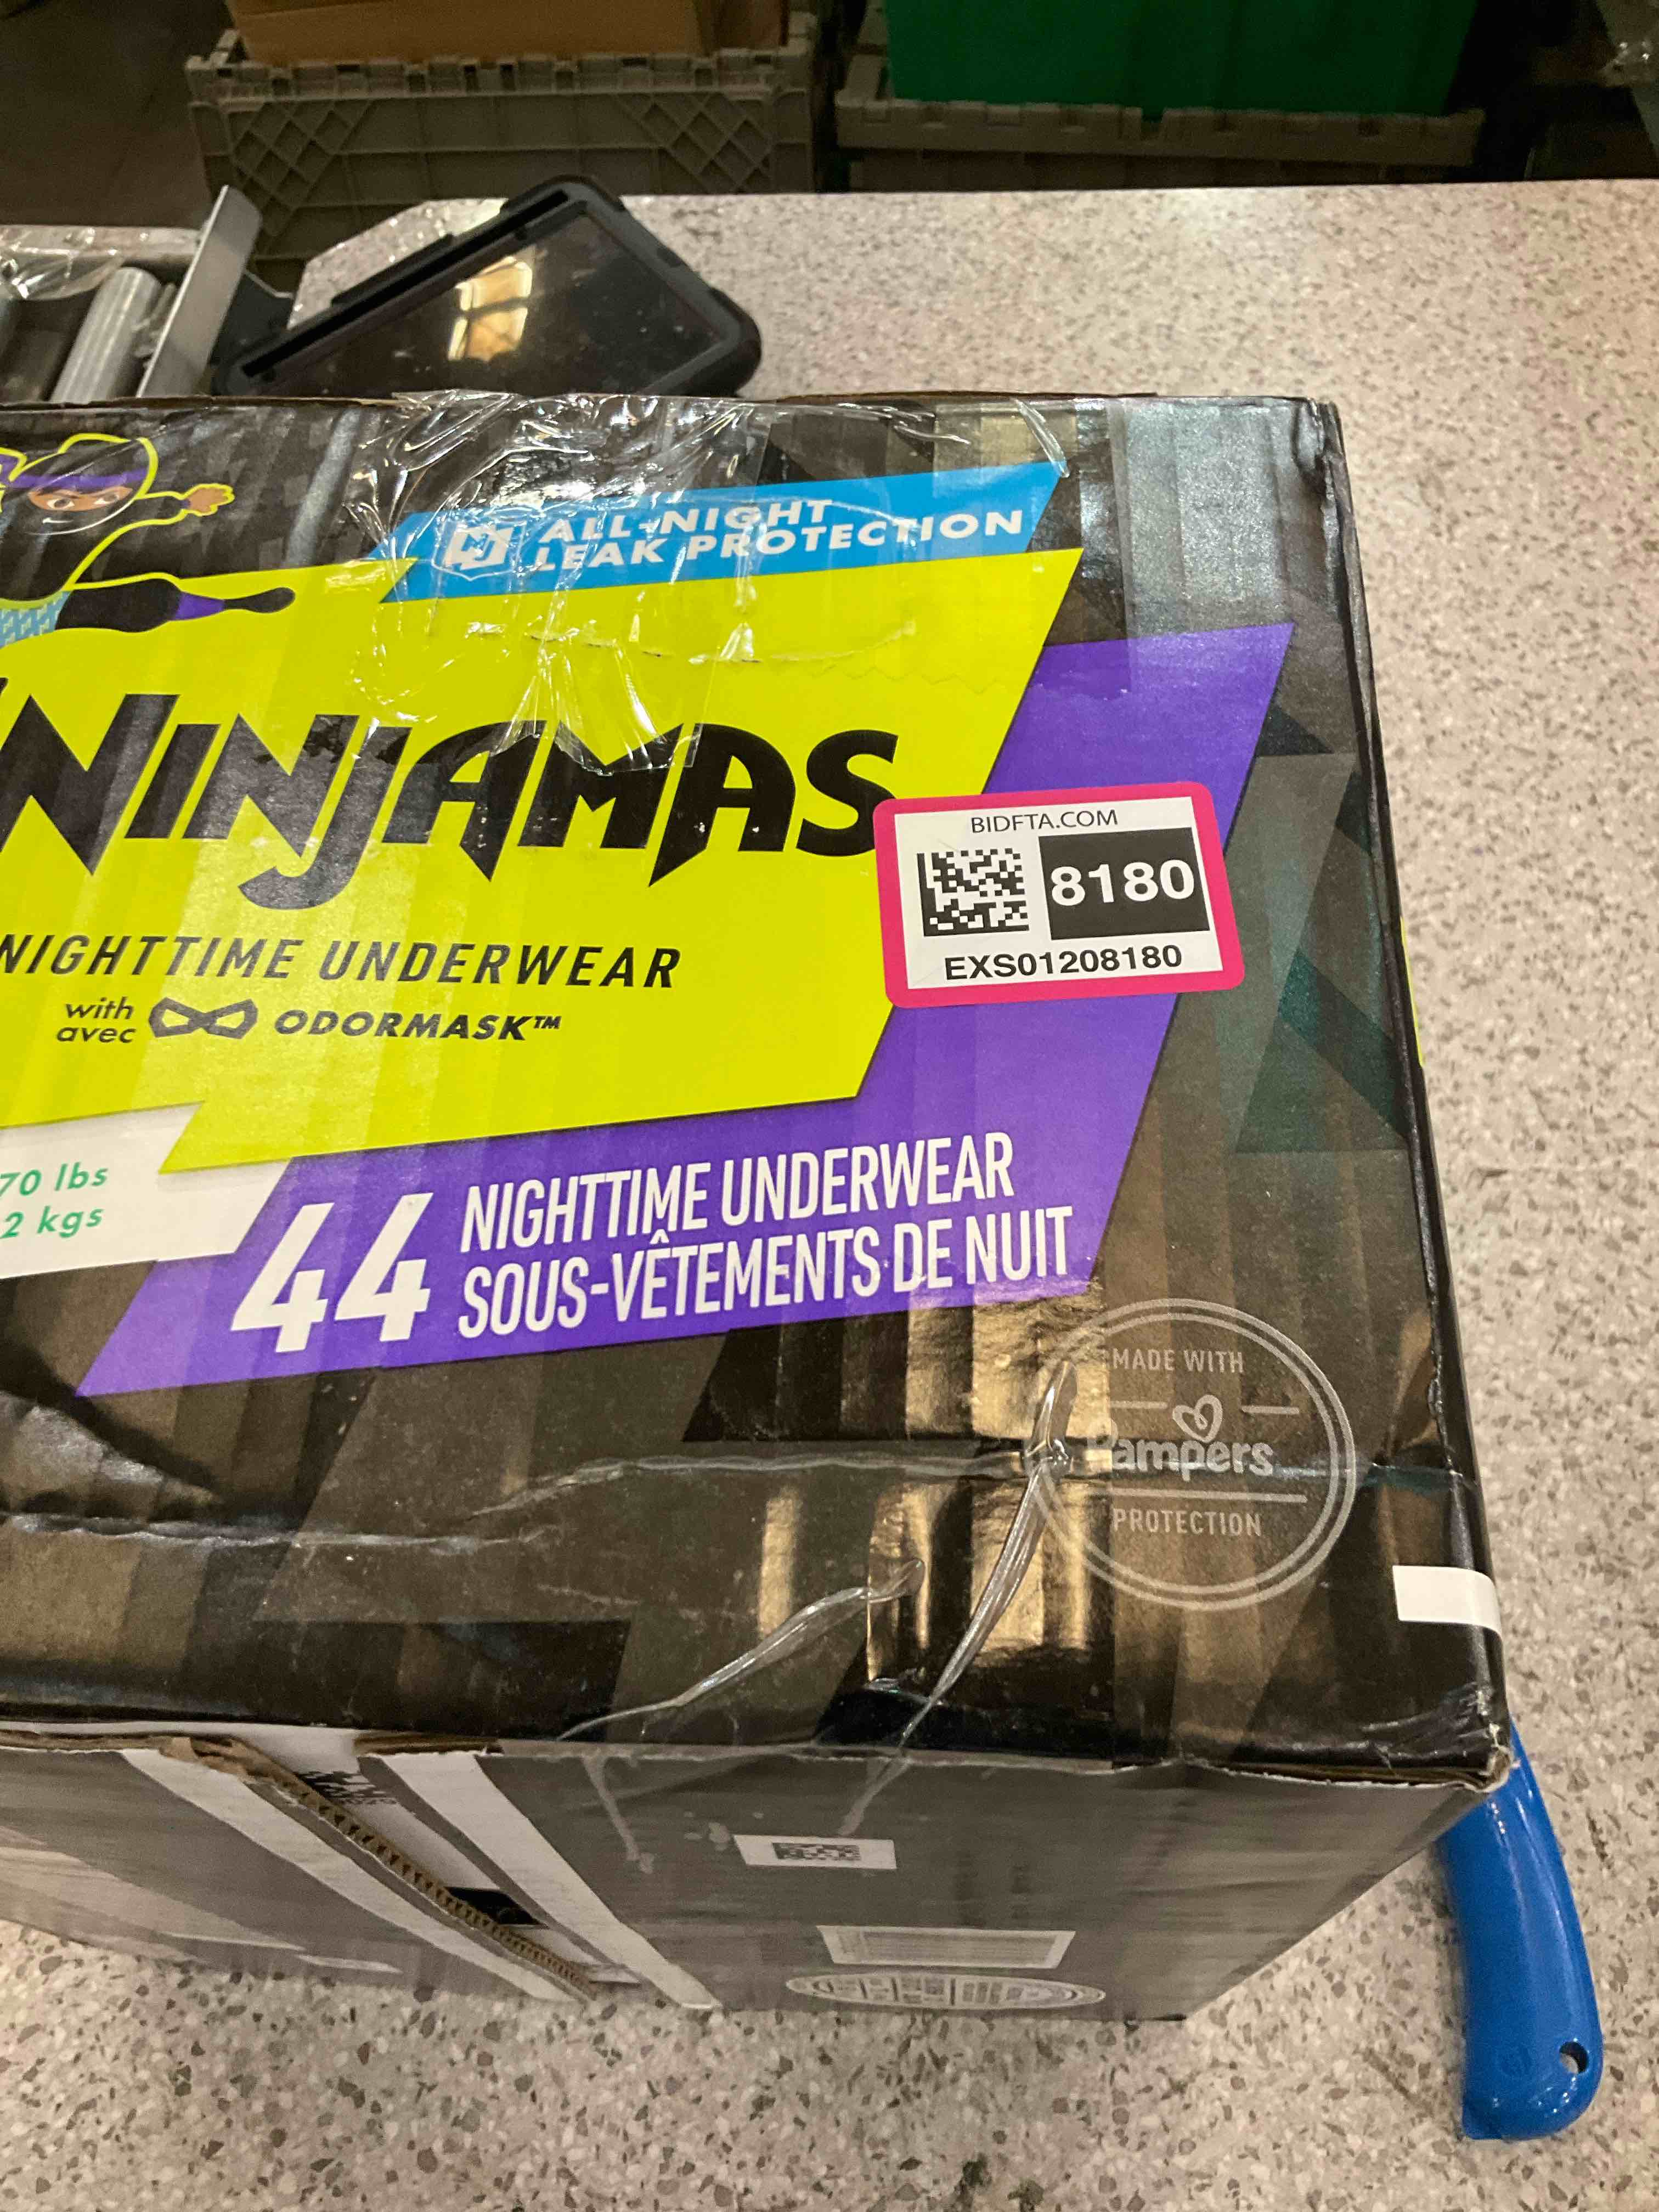 ALL-NIGHT
LEAK PROTECTION
NINJAMAS
BIDFTA.COM
8180
EXS01208180
NIGHTTIME UNDERWEAR
with
avec
ODORMASK™
70 lbs
2 kgs
44
NIGHTTIME UNDERWEAR
SOUS-VÊTEMENTS DE NUIT
MADE WITH
Pampers
PROTECTION